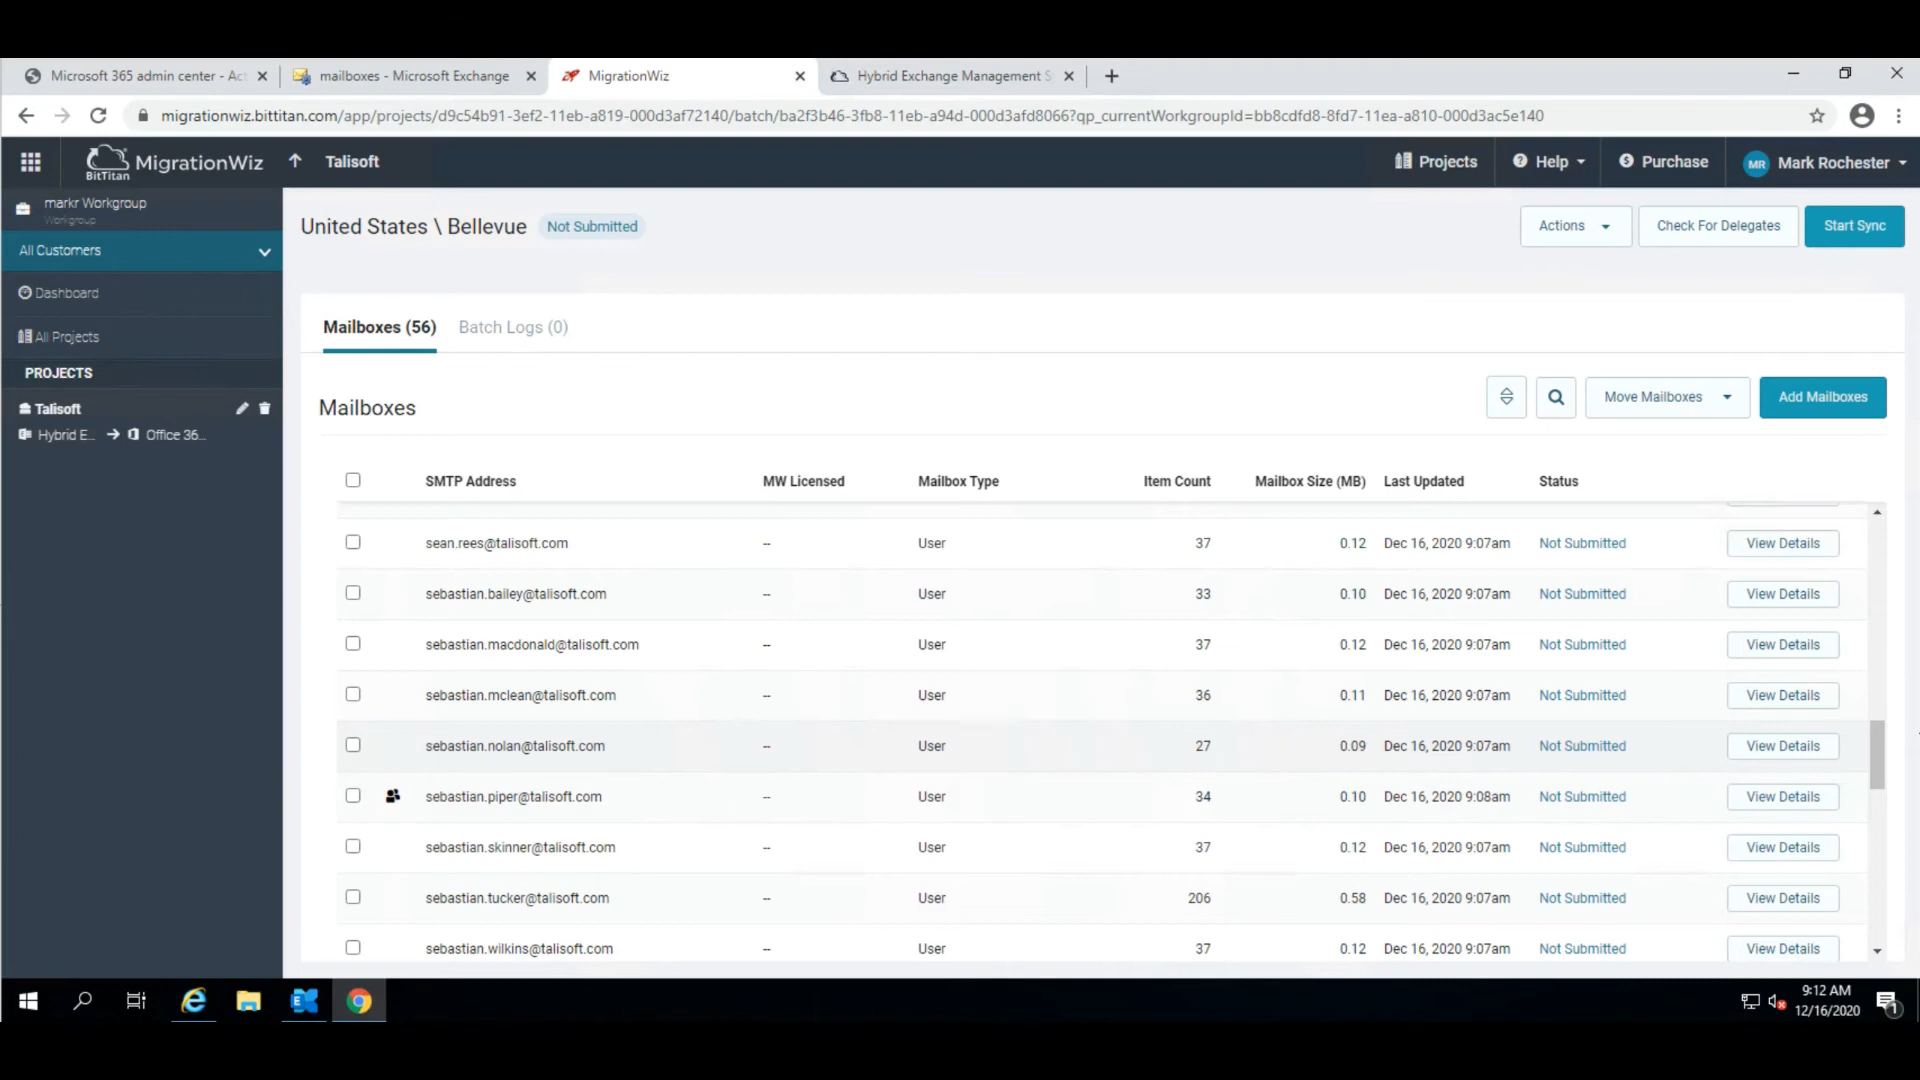 Microsoft 365 admin center - Act
mailboxes - Microsoft Exchange
MigrationWiz
Hybrid Exchange Management S
migrationwiz.bittitan.com/app/projects/d9c54b91-3ef2-11eb-a819-000d3af72140/batch/ba2f3b46-3fb8-11eb-a94d-000d3afd8066?qp_currentWorkgroupId=bb8cdfd8-8fd7-11ea-a810-000d3ac5e140
BitTitan MigrationWiz Talisoft Projects Help Purchase MR Mark Rochester
markr Workgroup
Workgroup
All Customers
Dashboard
All Projects
PROJECTS
Talisoft
Hybrid E... Office 36...
United States \ Bellevue Not Submitted Actions Check For Delegates Start Sync
Mailboxes (56) Batch Logs (0)
Mailboxes Move Mailboxes Add Mailboxes
SMTP Address MW Licensed Mailbox Type Item Count Mailbox Size (MB) Last Updated Status
sean.rees@talisoft.com -- User 37 0.12 Dec 16, 2020 9:07am Not Submitted View Details
sebastian.bailey@talisoft.com -- User 33 0.10 Dec 16, 2020 9:07am Not Submitted View Details
sebastian.macdonald@talisoft.com -- User 37 0.12 Dec 16, 2020 9:07am Not Submitted View Details
sebastian.mclean@talisoft.com -- User 36 0.11 Dec 16, 2020 9:07am Not Submitted View Details
sebastian.nolan@talisoft.com -- User 27 0.09 Dec 16, 2020 9:07am Not Submitted View Details
sebastian.piper@talisoft.com -- User 34 0.10 Dec 16, 2020 9:08am Not Submitted View Details
sebastian.skinner@talisoft.com -- User 37 0.12 Dec 16, 2020 9:07am Not Submitted View Details
sebastian.tucker@talisoft.com -- User 206 0.58 Dec 16, 2020 9:07am Not Submitted View Details
sebastian.wilkins@talisoft.com -- User 37 0.12 Dec 16, 2020 9:07am Not Submitted View Details
9:12 AM
12/16/2020
1